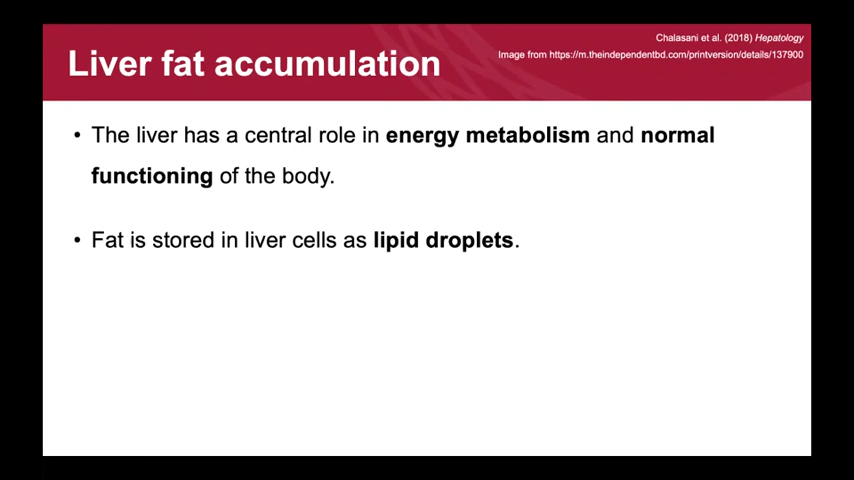 Chalasani et al. (2018) Hepatology
Image from https://m.theindependentbd.com/printversion/details/137900
Liver fat accumulation
• The liver has a central role in energy metabolism and normal
functioning of the body.
• Fat is stored in liver cells as lipid droplets.